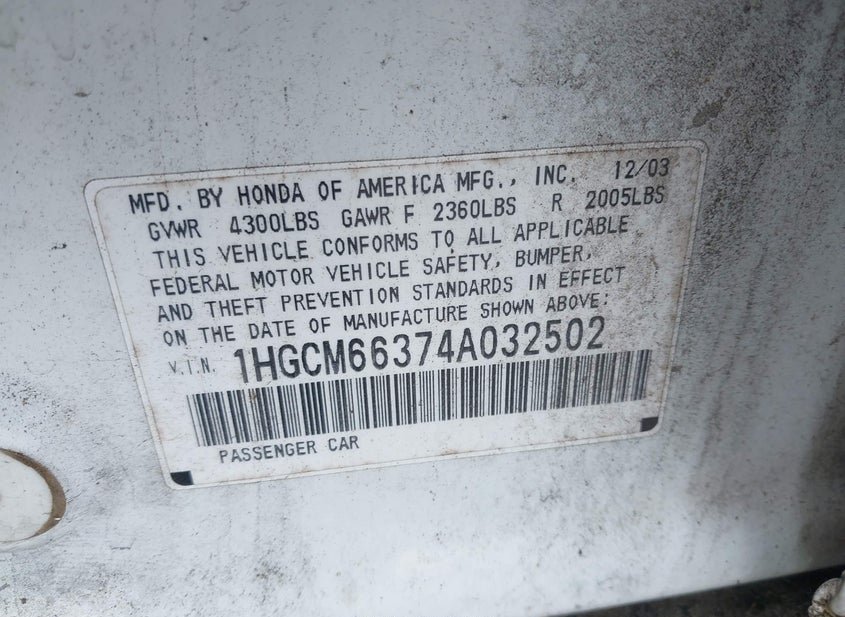 MFD. BY HONDA OF AMERICA MFG., INC. 12/03
GVWR 4300LBS GAWR F 2360LBS R 2005LBS
THIS VEHICLE CONFORMS TO ALL APPLICABLE
FEDERAL MOTOR VEHICLE SAFETY, BUMPER,
AND THEFT PREVENTION STANDARDS IN EFFECT
ON THE DATE OF MANUFACTURE SHOWN ABOVE:
V.I.N. 1HGCM66374A032502
PASSENGER CAR